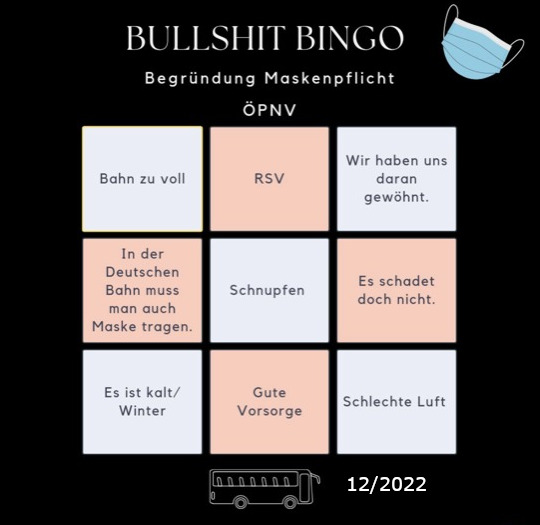 BULLSHIT BINGO
Begründung Maskenpflicht
ÖPNV
Bahn zu voll
RSV
Wir haben uns
daran
gewöhnt.
In der
Deutschen
Bahn muss
man auch
Maske tragen.
Schnupfen
Es schadet
doch nicht.
Es ist kalt/
Winter
Gute
Vorsorge
Schlechte Luft
12/2022